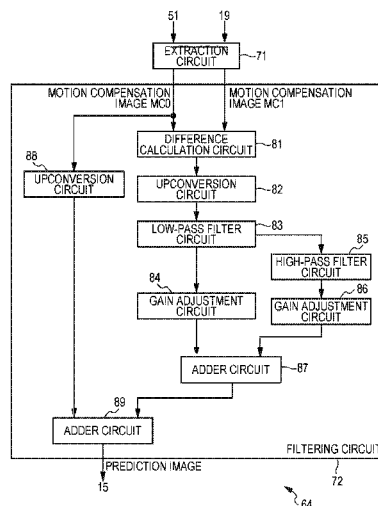 51 19
EXTRACTION
CIRCUIT
71
MOTION COMPENSATION
IMAGE MC0
MOTION COMPENSATION
IMAGE MC1
DIFFERENCE
CALCULATION CIRCUIT
81
88
UPCONVERSION
CIRCUIT
UPCONVERSION
CIRCUIT
82
LOW-PASS FILTER
CIRCUIT
83
85
HIGH-PASS FILTER
CIRCUIT
84
GAIN ADJUSTMENT
CIRCUIT
86
GAIN ADJUSTMENT
CIRCUIT
ADDER CIRCUIT
87
89
ADDER CIRCUIT
FILTERING CIRCUIT
PREDICTION IMAGE
72
15
64